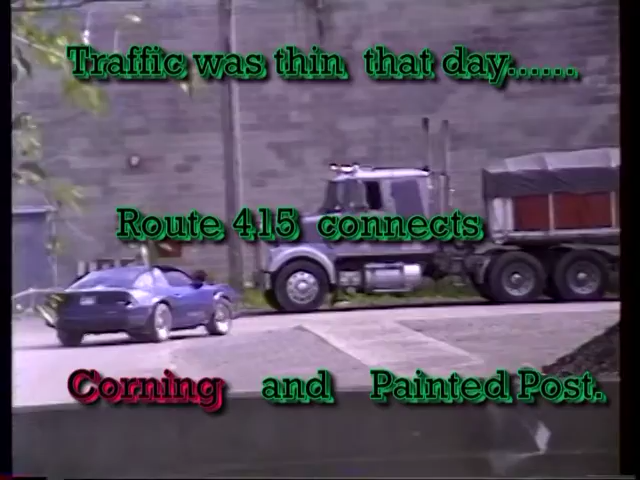 Traffic was thin that day......
Route 415 connects
Corning and Painted Post.